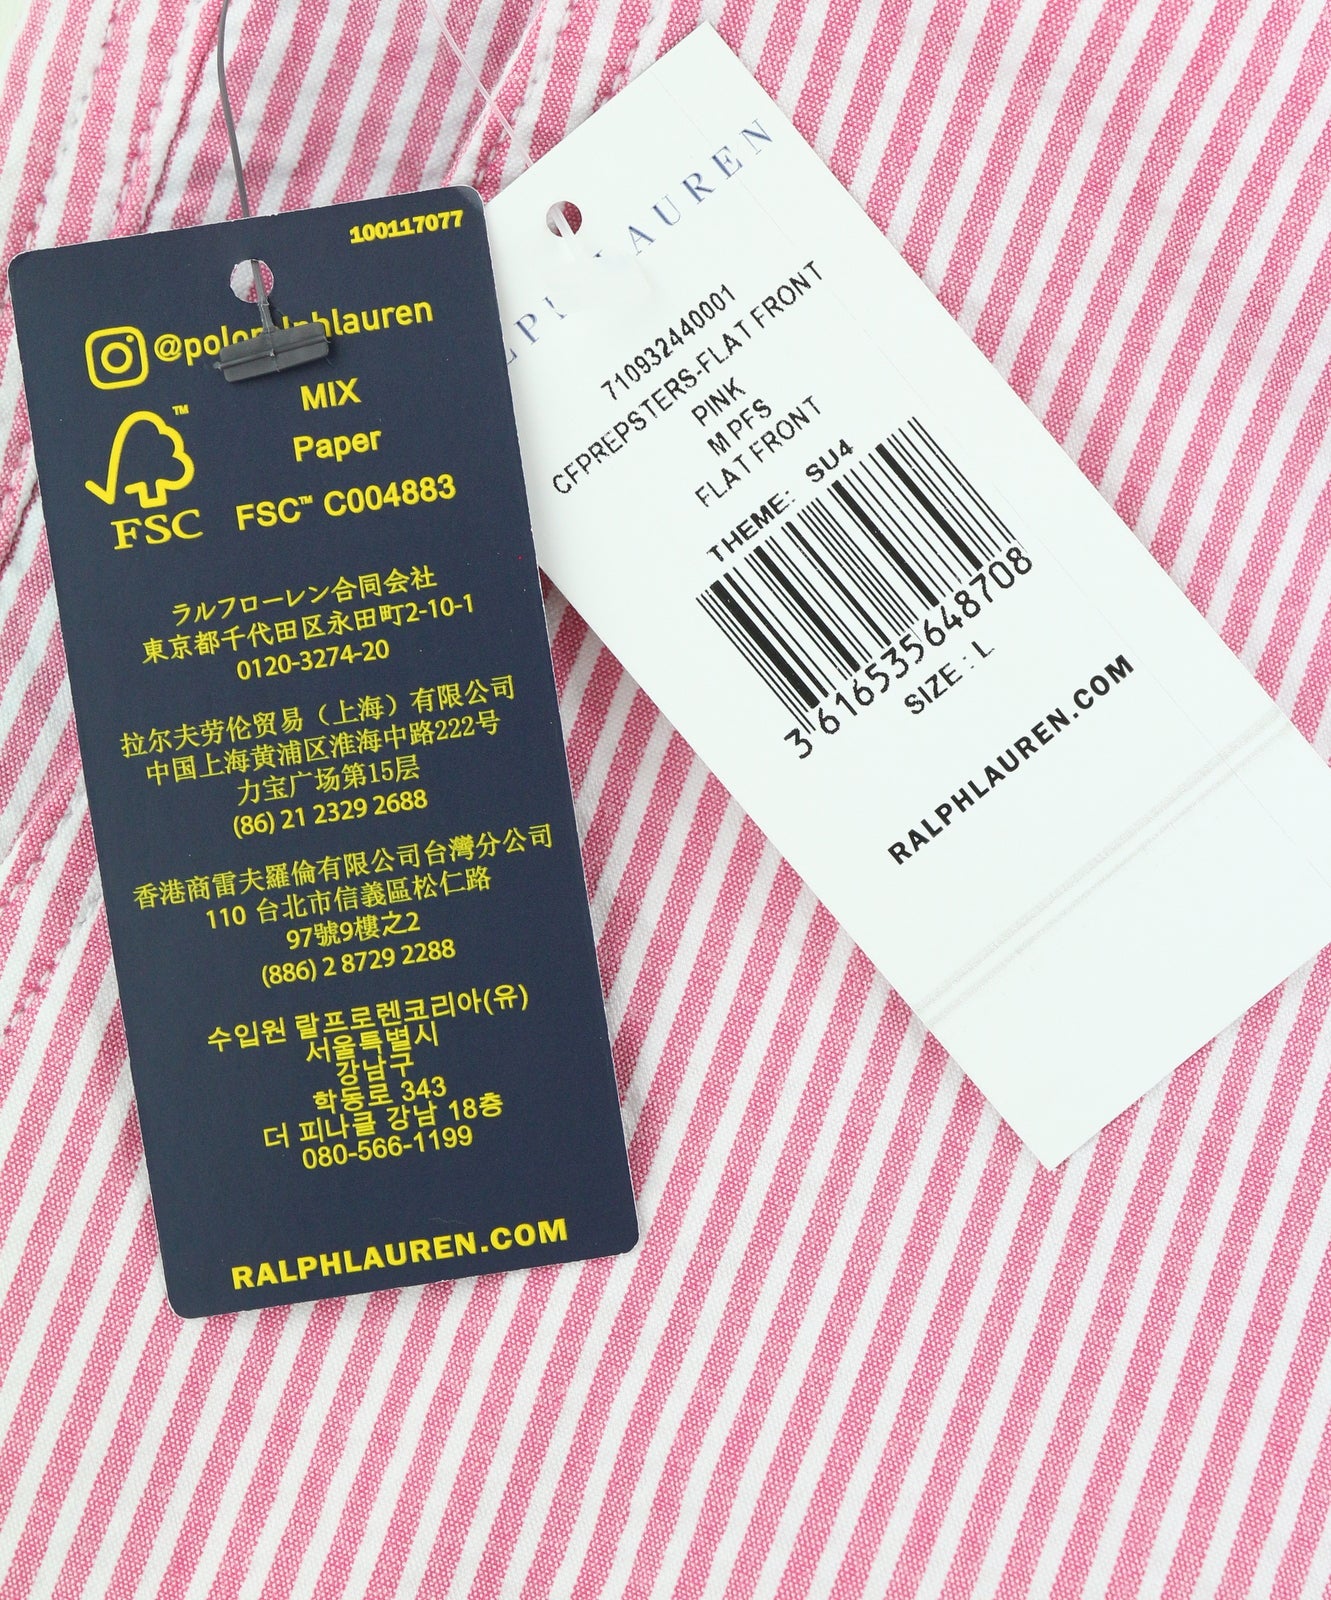 100117077
@poloralphlauren
MIX
Paper
FSC™ C004883
™
FSC
ラルフローレン合同会社
東京都千代田区永田町2-10-1
0120-3274-20
拉尔夫劳伦贸易（上海）有限公司
中国上海黄浦区淮海中路222号
力宝广场第15层
(86) 21 2329 2688
香港商雷夫羅倫有限公司台灣分公司
110 台北市信義區松仁路
97號9樓之2
(886) 2 8729 2288
수입원 랄프로렌코리아(유)
서울특별시
강남구
학동로 343
더 피나클 강남 18층
080-566-1199
RALPHLAUREN.COM
LAUREN
710932440001
CFPREPSTERS-FLAT FRONT
PINK
M PFS
FLAT FRONT
THEME: SU4
3616535648708
SIZE: L
RALPHLAUREN.COM